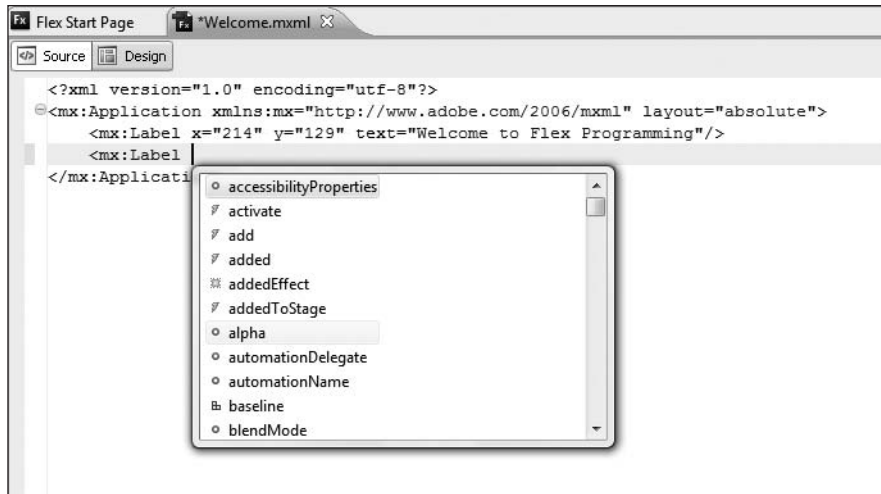 Fx Flex Start Page Fx *Welcome.mxml
</> Source Design
<?xml version="1.0" encoding="utf-8"?>
<mx:Application xmlns:mx="http://www.adobe.com/2006/mxml" layout="absolute">
<mx:Label x="214" y="129" text="Welcome to Flex Programming"/>
<mx:Label
</mx:Applicati
accessibilityProperties
activate
add
added
addedEffect
addedToStage
alpha
automationDelegate
automationName
baseline
blendMode